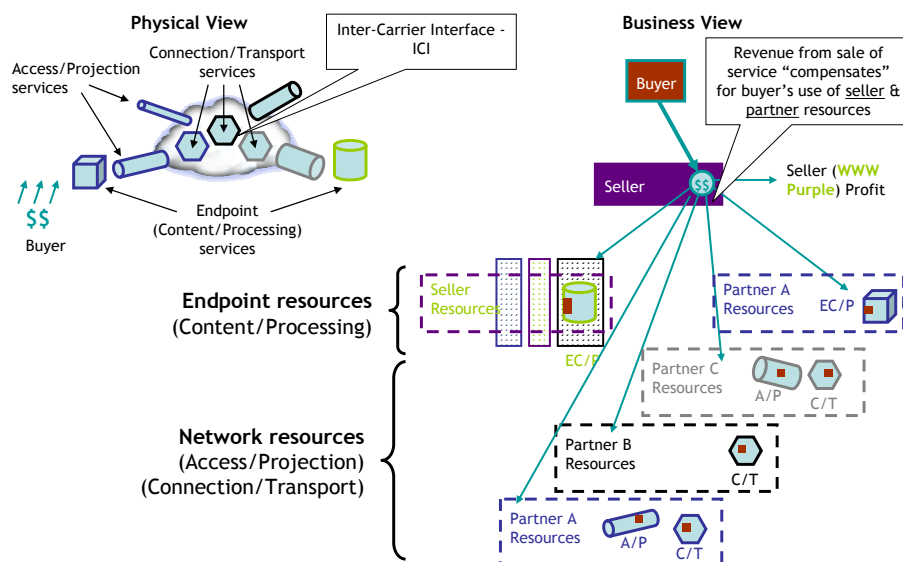 Physical View
Inter-Carrier Interface -
ICI
Connection/Transport
services
Access/Projection
services
$$
Buyer
Endpoint
(Content/Processing)
services
Business View
Revenue from sale of
service “compensates”
for buyer’s use of seller &
partner resources
Buyer
Seller
$$
Seller (WWW
Purple) Profit
Endpoint resources
(Content/Processing)
Seller
Resources
EC/P
Partner A
Resources
EC/P
Partner C
Resources
A/P
C/T
Network resources
(Access/Projection)
(Connection/Transport)
Partner B
Resources
C/T
Partner A
Resources
A/P
C/T